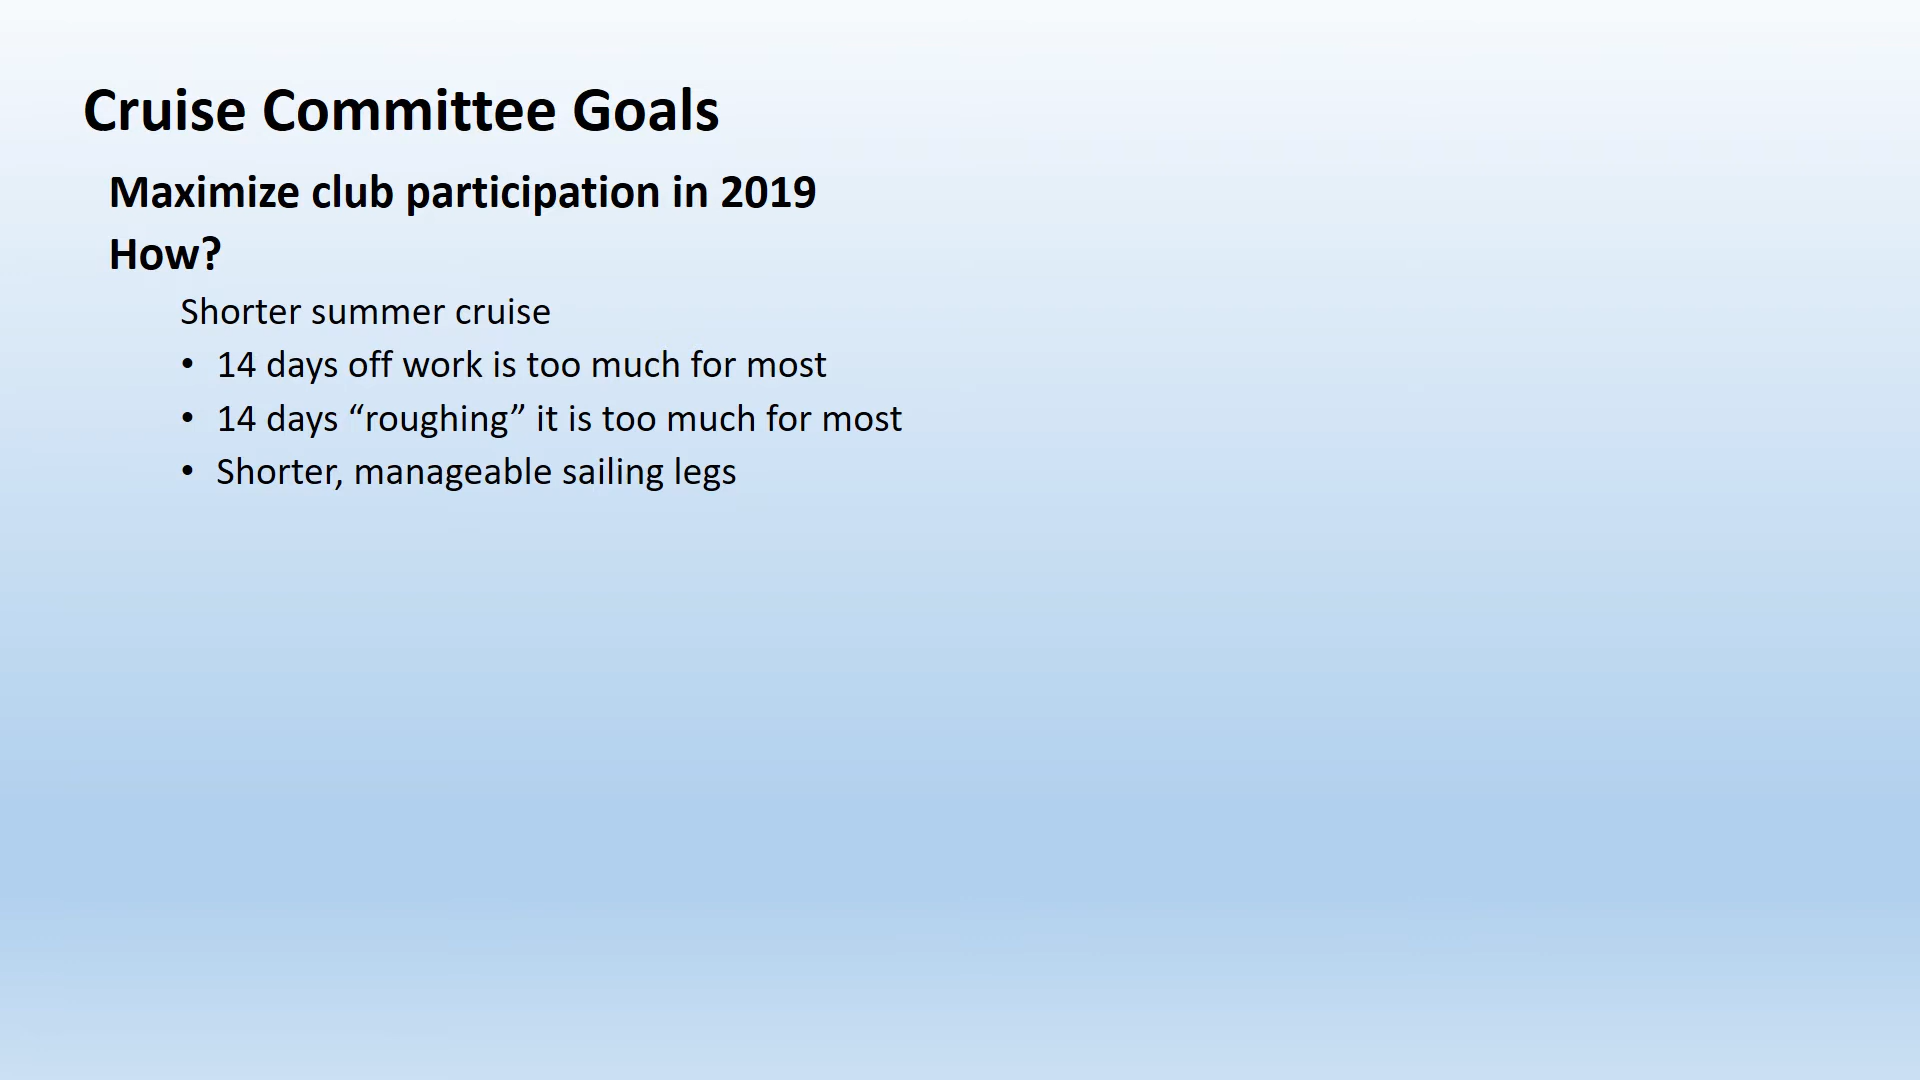 Cruise Committee Goals
Maximize club participation in 2019
How?
Shorter summer cruise
• 14 days off work is too much for most
• 14 days “roughing” it is too much for most
• Shorter, manageable sailing legs